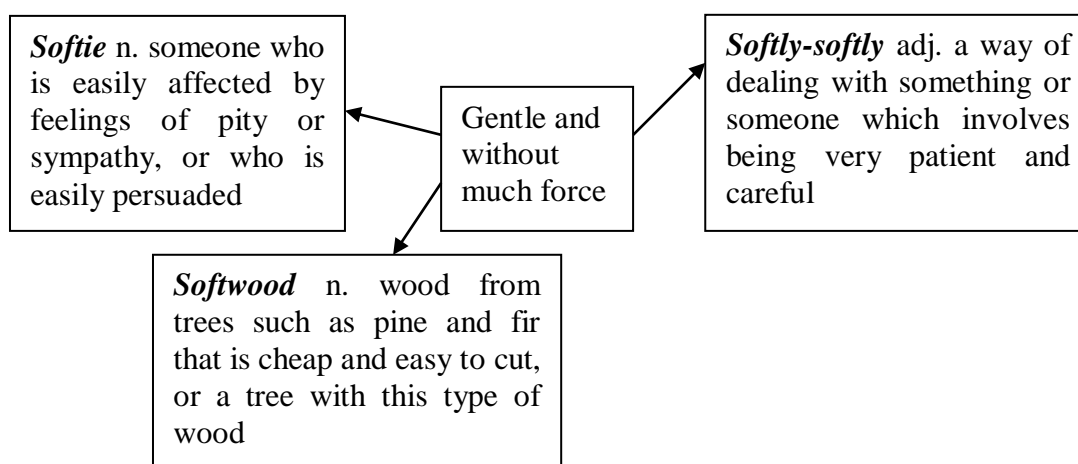 Softie n. someone who
is easily affected by
feelings of pity or
sympathy, or who is
easily persuaded
Gentle and
without
much force
Softly-softly adj. a way of
dealing with something or
someone which involves
being very patient and
careful
Softwood n. wood from
trees such as pine and fir
that is cheap and easy to cut,
or a tree with this type of
wood